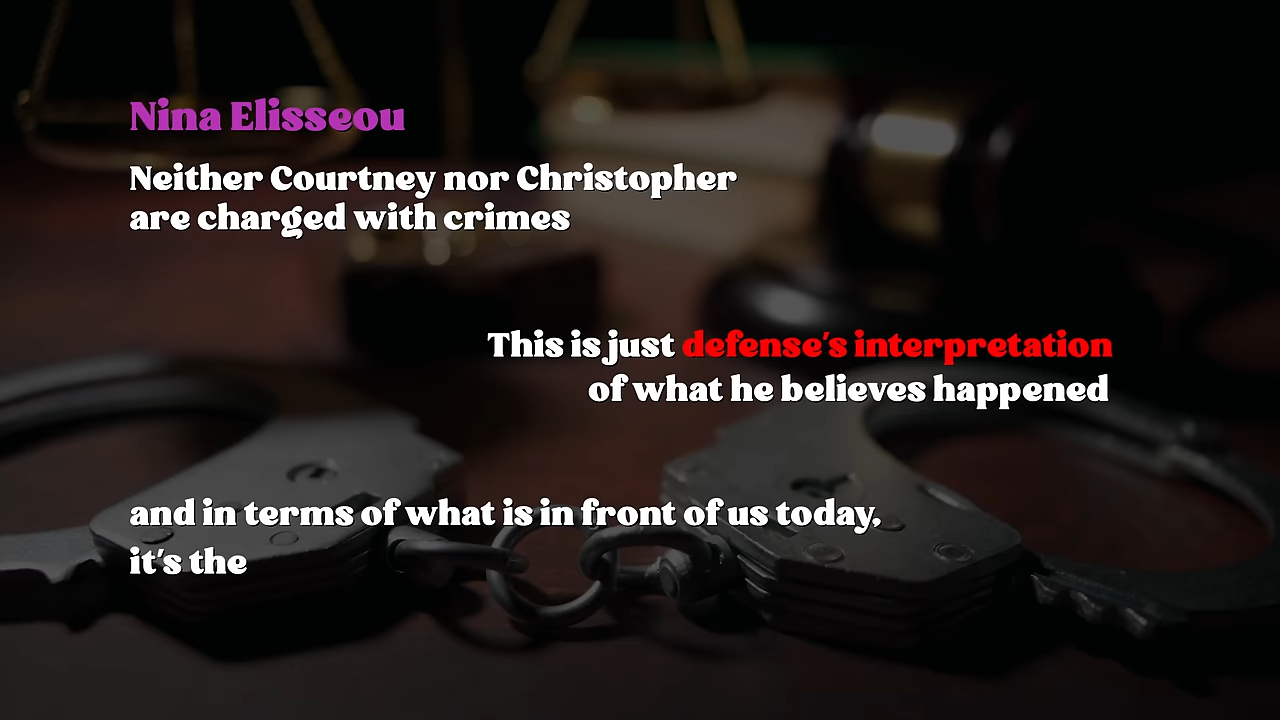 Nina Elisseou
Neither Courtney nor Christopher
are charged with crimes
This is just defense's interpretation
of what he believes happened
and in terms of what is in front of us today,
it's the